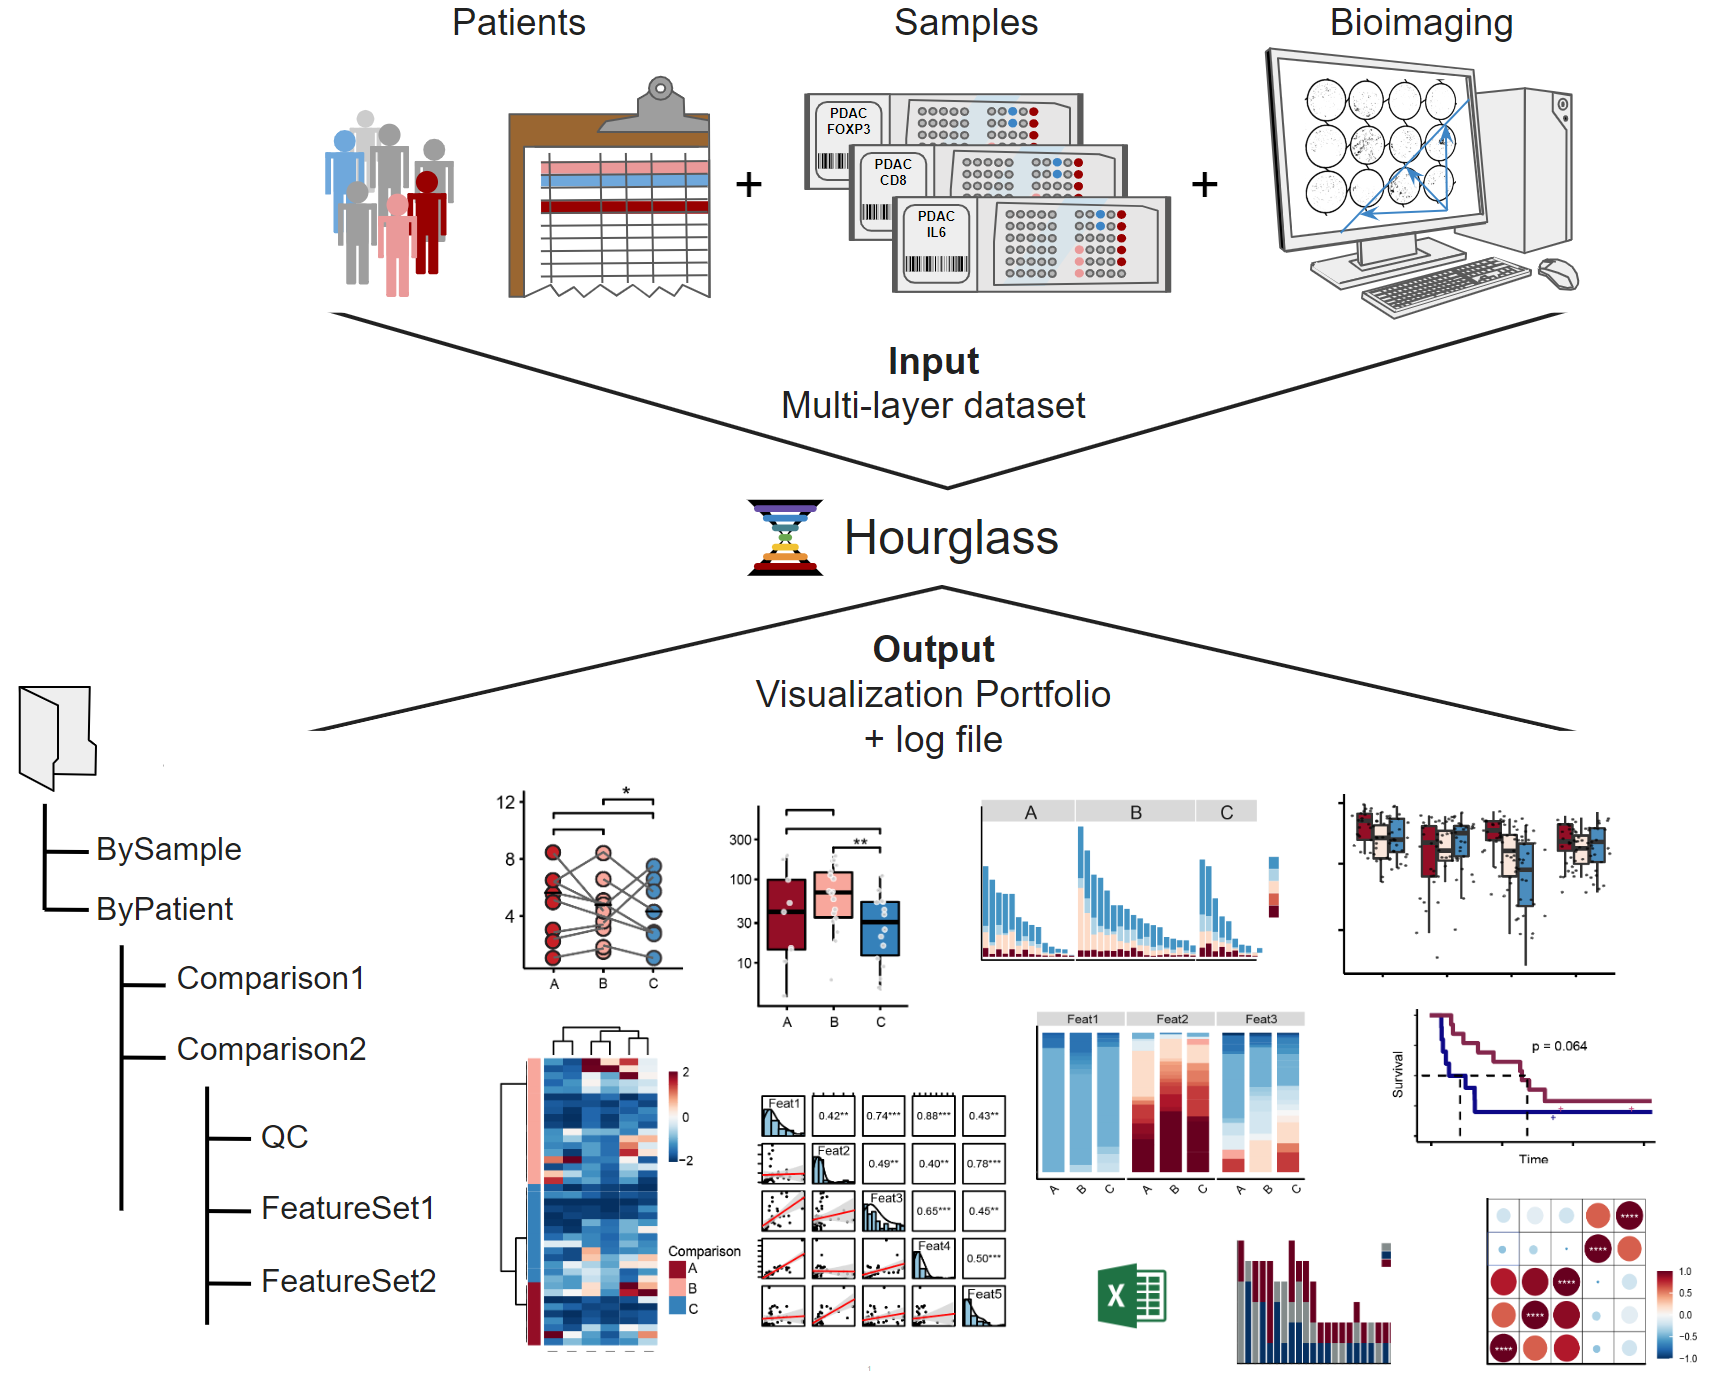 Patients
Samples
Bioimaging
PDAC
FOXP3
PDAC
CD8
PDAC
IL6
+
+
Input
Multi-layer dataset
Hourglass
Output
Visualization Portfolio
+ log file
BySample
ByPatient
Comparison1
Comparison2
QC
FeatureSet1
FeatureSet2
12
8
4
*
A B C
300
100
30
10
**
A B C
A B C
2
0
−2
Comparison
A
B
C
Feat1 0.42** 0.74*** 0.88*** 0.43**
Feat2 0.49** 0.40** 0.78***
Feat3 0.65*** 0.45**
Feat4 0.50***
Feat5
Feat1 Feat2 Feat3
A B C A B C A B C
X
Survival
p = 0.064
Time
****
****
****
****
****
1.0
0.5
0.0
−0.5
−1.0